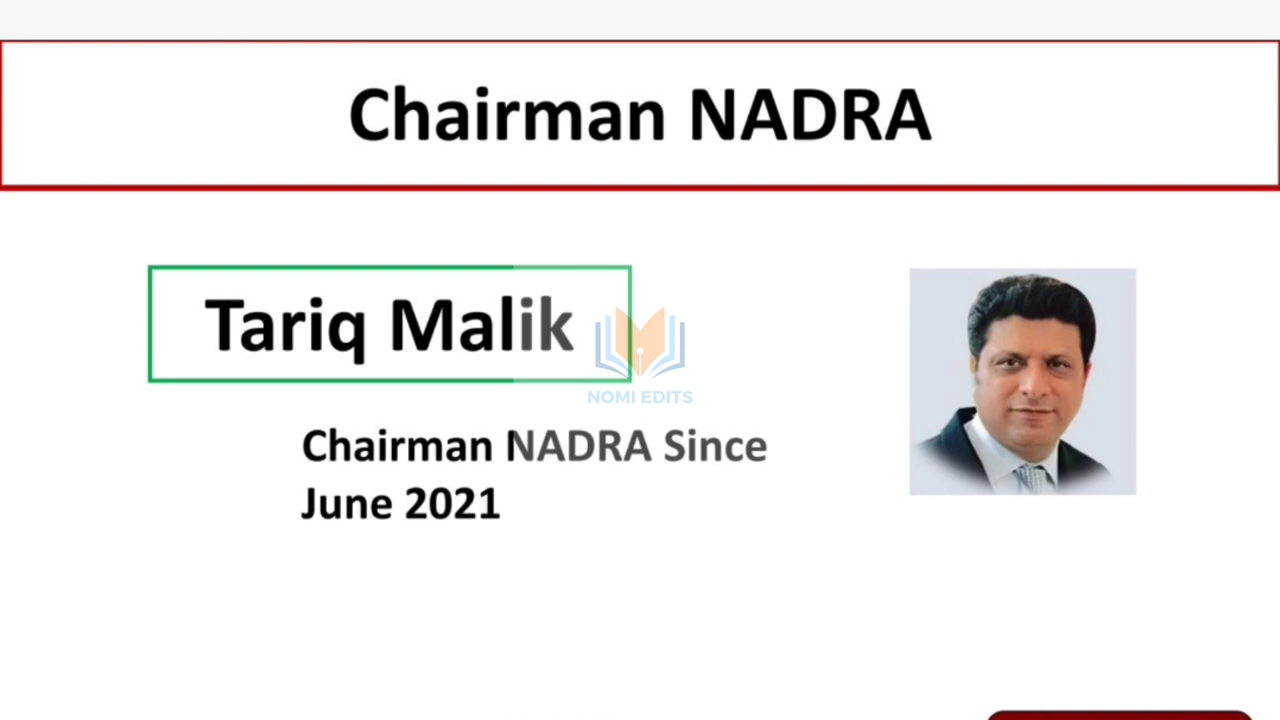 Chairman NADRA
Tariq Malik
NOMI EDITS
Chairman NADRA Since
June 2021